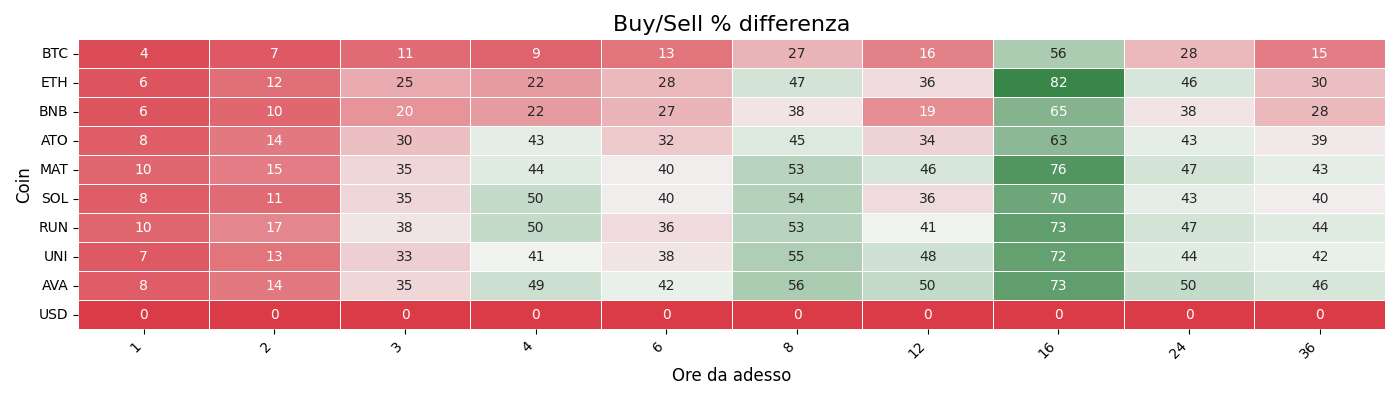 Buy/Sell % differenza
Coin
BTC 4 7 11 9 13 27 16 56 28 15
ETH 6 12 25 22 28 47 36 82 46 30
BNB 6 10 20 22 27 38 19 65 38 28
ATO 8 14 30 43 32 45 34 63 43 39
MAT 10 15 35 44 40 53 46 76 47 43
SOL 8 11 35 50 40 54 36 70 43 40
RUN 10 17 38 50 36 53 41 73 47 44
UNI 7 13 33 41 38 55 48 72 44 42
AVA 8 14 35 49 42 56 50 73 50 46
USD 0 0 0 0 0 0 0 0 0 0
1 2 3 4 6 8 12 16 24 36
Ore da adesso